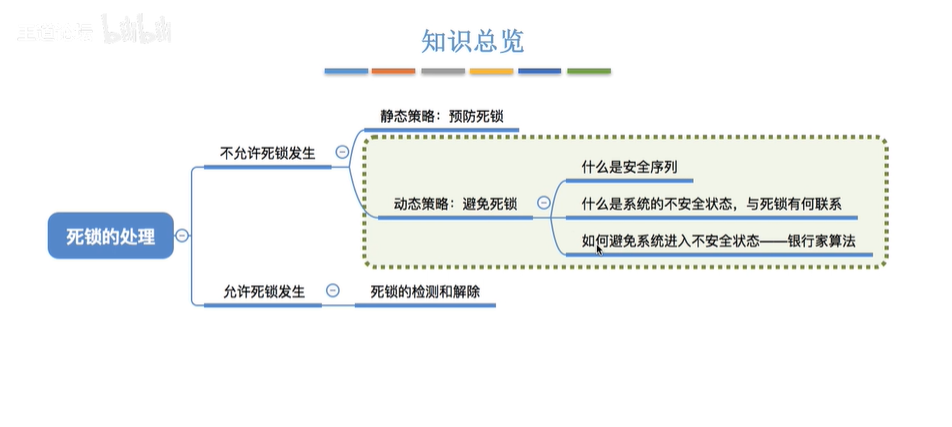 知识总览
静态策略：预防死锁
不允许死锁发生
什么是安全序列
动态策略：避免死锁
什么是系统的不安全状态，与死锁有何联系
如何避免系统进入不安全状态——银行家算法
死锁的处理
允许死锁发生
死锁的检测和解除